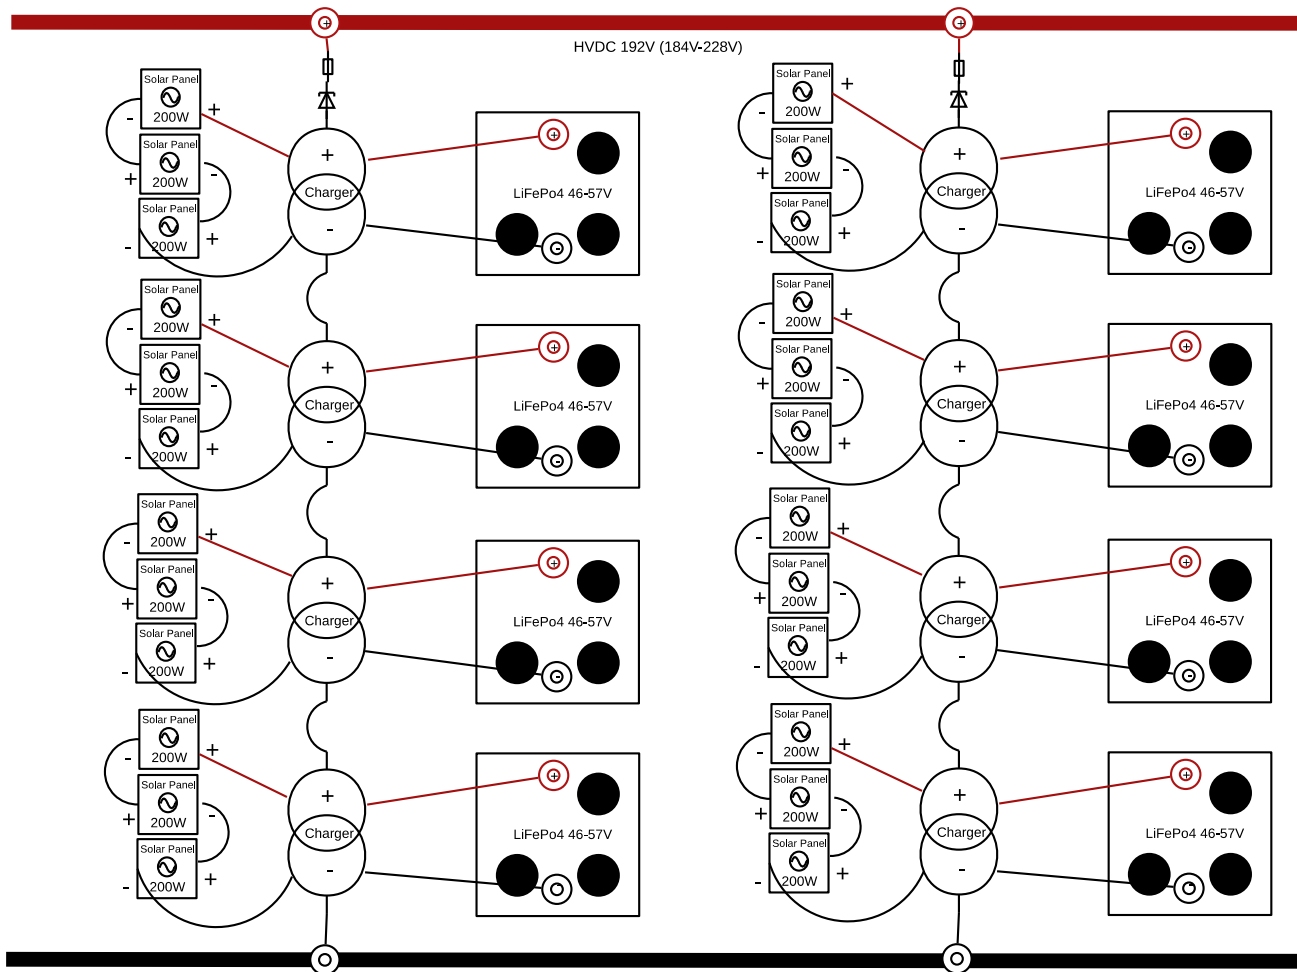 HVDC 192V (184V-228V)
Solar Panel
200W
+
-
Solar Panel
200W
+
-
Solar Panel
200W
+
-
+
Charger
-
+
LiFePo4 46-57V
-
Solar Panel
200W
+
-
Solar Panel
200W
+
-
Solar Panel
200W
+
-
+
Charger
-
+
LiFePo4 46-57V
-
Solar Panel
200W
+
-
Solar Panel
200W
+
-
Solar Panel
200W
+
-
+
Charger
-
+
LiFePo4 46-57V
-
Solar Panel
200W
+
-
Solar Panel
200W
+
-
Solar Panel
200W
+
-
+
Charger
-
+
LiFePo4 46-57V
-
Solar Panel
200W
+
-
Solar Panel
200W
+
-
Solar Panel
200W
+
-
+
Charger
-
+
LiFePo4 46-57V
-
Solar Panel
200W
+
-
Solar Panel
200W
+
-
Solar Panel
200W
+
-
+
Charger
-
+
LiFePo4 46-57V
-
Solar Panel
200W
+
-
Solar Panel
200W
+
-
Solar Panel
200W
+
-
+
Charger
-
+
LiFePo4 46-57V
-
Solar Panel
200W
+
-
Solar Panel
200W
+
-
Solar Panel
200W
+
-
+
Charger
-
+
LiFePo4 46-57V
-
+
+